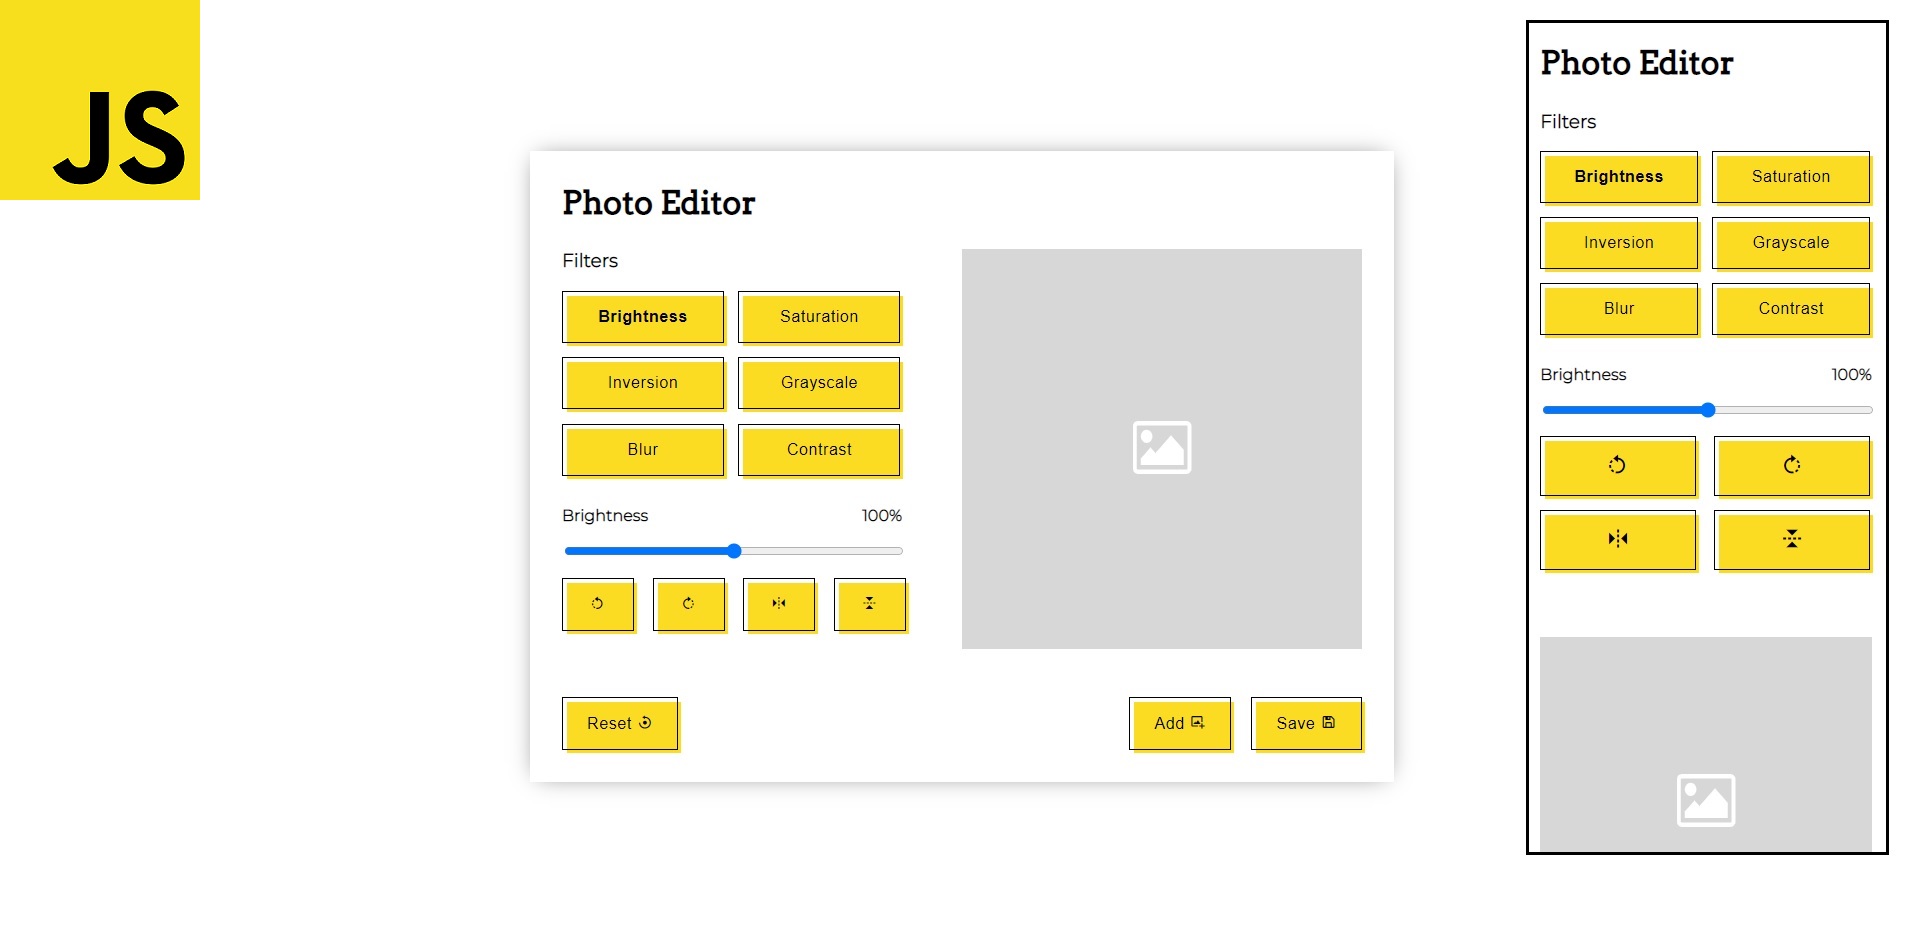 JS
Photo Editor
Filters
Brightness Saturation
Inversion Grayscale
Blur Contrast
Brightness 100%
Reset Add Save
Photo Editor
Filters
Brightness Saturation
Inversion Grayscale
Blur Contrast
Brightness 100%